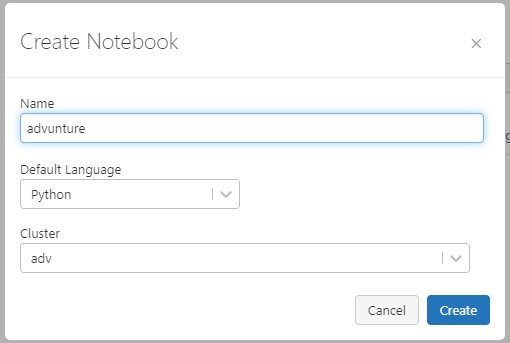 Create Notebook
×
Name
advunture
Default Language
Python
Cluster
adv
Cancel
Create